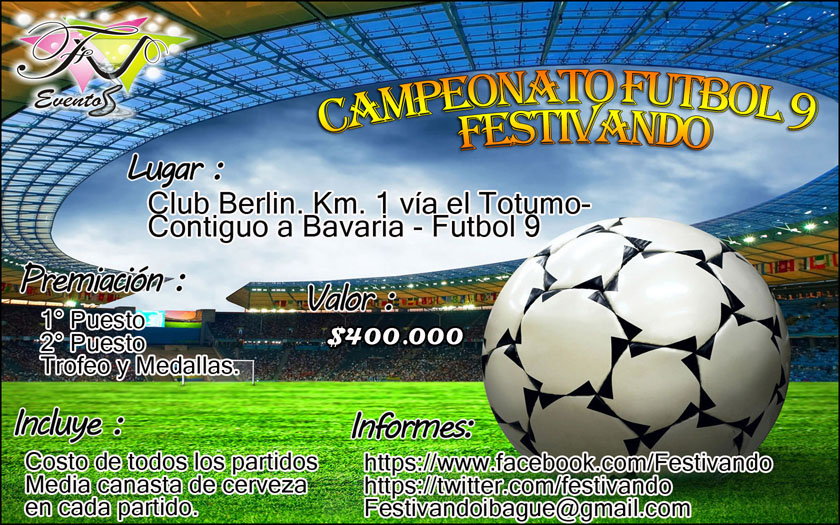 FV
Eventos
CAMPEONATO FUTBOL 9
FESTIVANDO
Lugar :
Club Berlin. Km. 1 vía el Totumo-
Contiguo a Bavaria - Futbol 9
Premiación :
1° Puesto
2° Puesto
Trofeo y Medallas.
Valor :
$400.000
Incluye :
Costo de todos los partidos
Media canasta de cerveza
en cada partido.
Informes:
https://www.facebook.com/Festivando
https://twitter.com/festivando
Festivandoibague@gmail.com